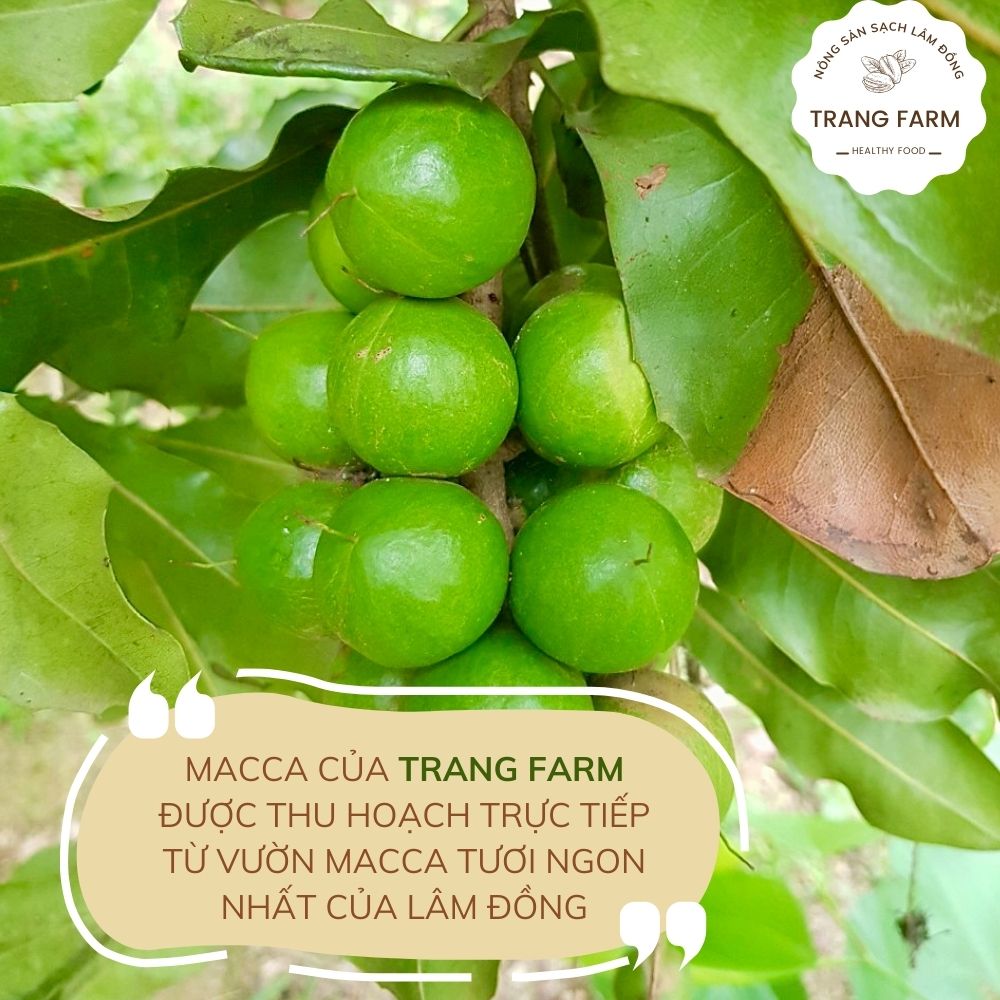 NÔNG SẢN SẠCH LÂM ĐỒNG
TRANG FARM
HEALTHY FOOD
MACCA CỦA TRANG FARM
ĐƯỢC THU HOẠCH TRỰC TIẾP
TỪ VƯỜN MACCA TƯƠI NGON
NHẤT CỦA LÂM ĐỒNG